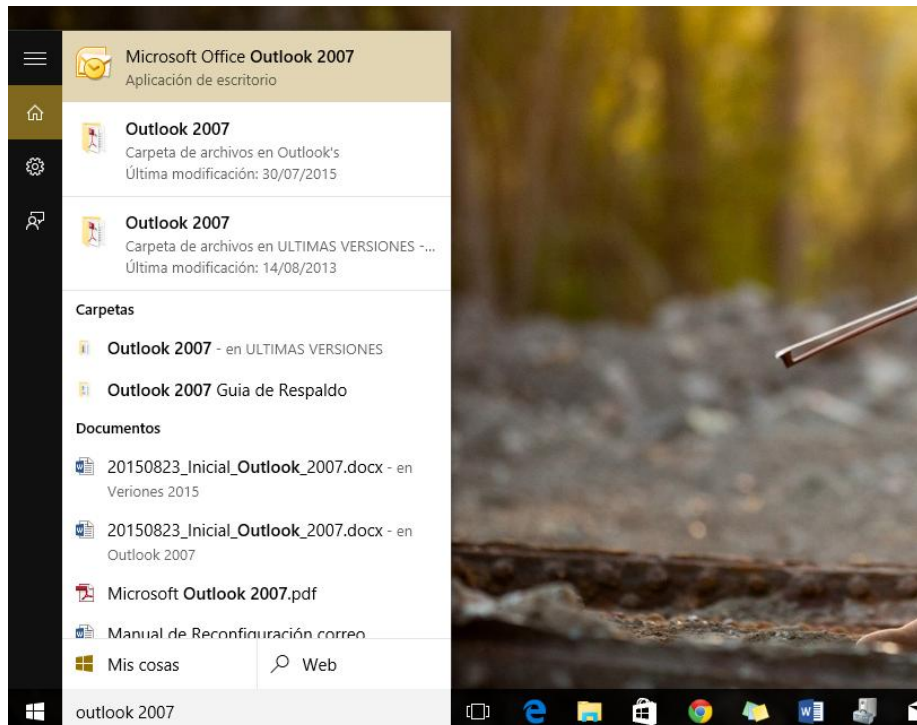 Microsoft Office Outlook 2007
Aplicación de escritorio
Outlook 2007
Carpeta de archivos en Outlook's
Última modificación: 30/07/2015
Outlook 2007
Carpeta de archivos en ULTIMAS VERSIONES -...
Última modificación: 14/08/2013
Carpetas
Outlook 2007 - en ULTIMAS VERSIONES
Outlook 2007 Guia de Respaldo
Documentos
20150823_Inicial_Outlook_2007.docx - en
Veriones 2015
20150823_Inicial_Outlook_2007.docx - en
Outlook 2007
Microsoft Outlook 2007.pdf
Manual de Reconfiguración correo
Mis cosas
Web
outlook 2007